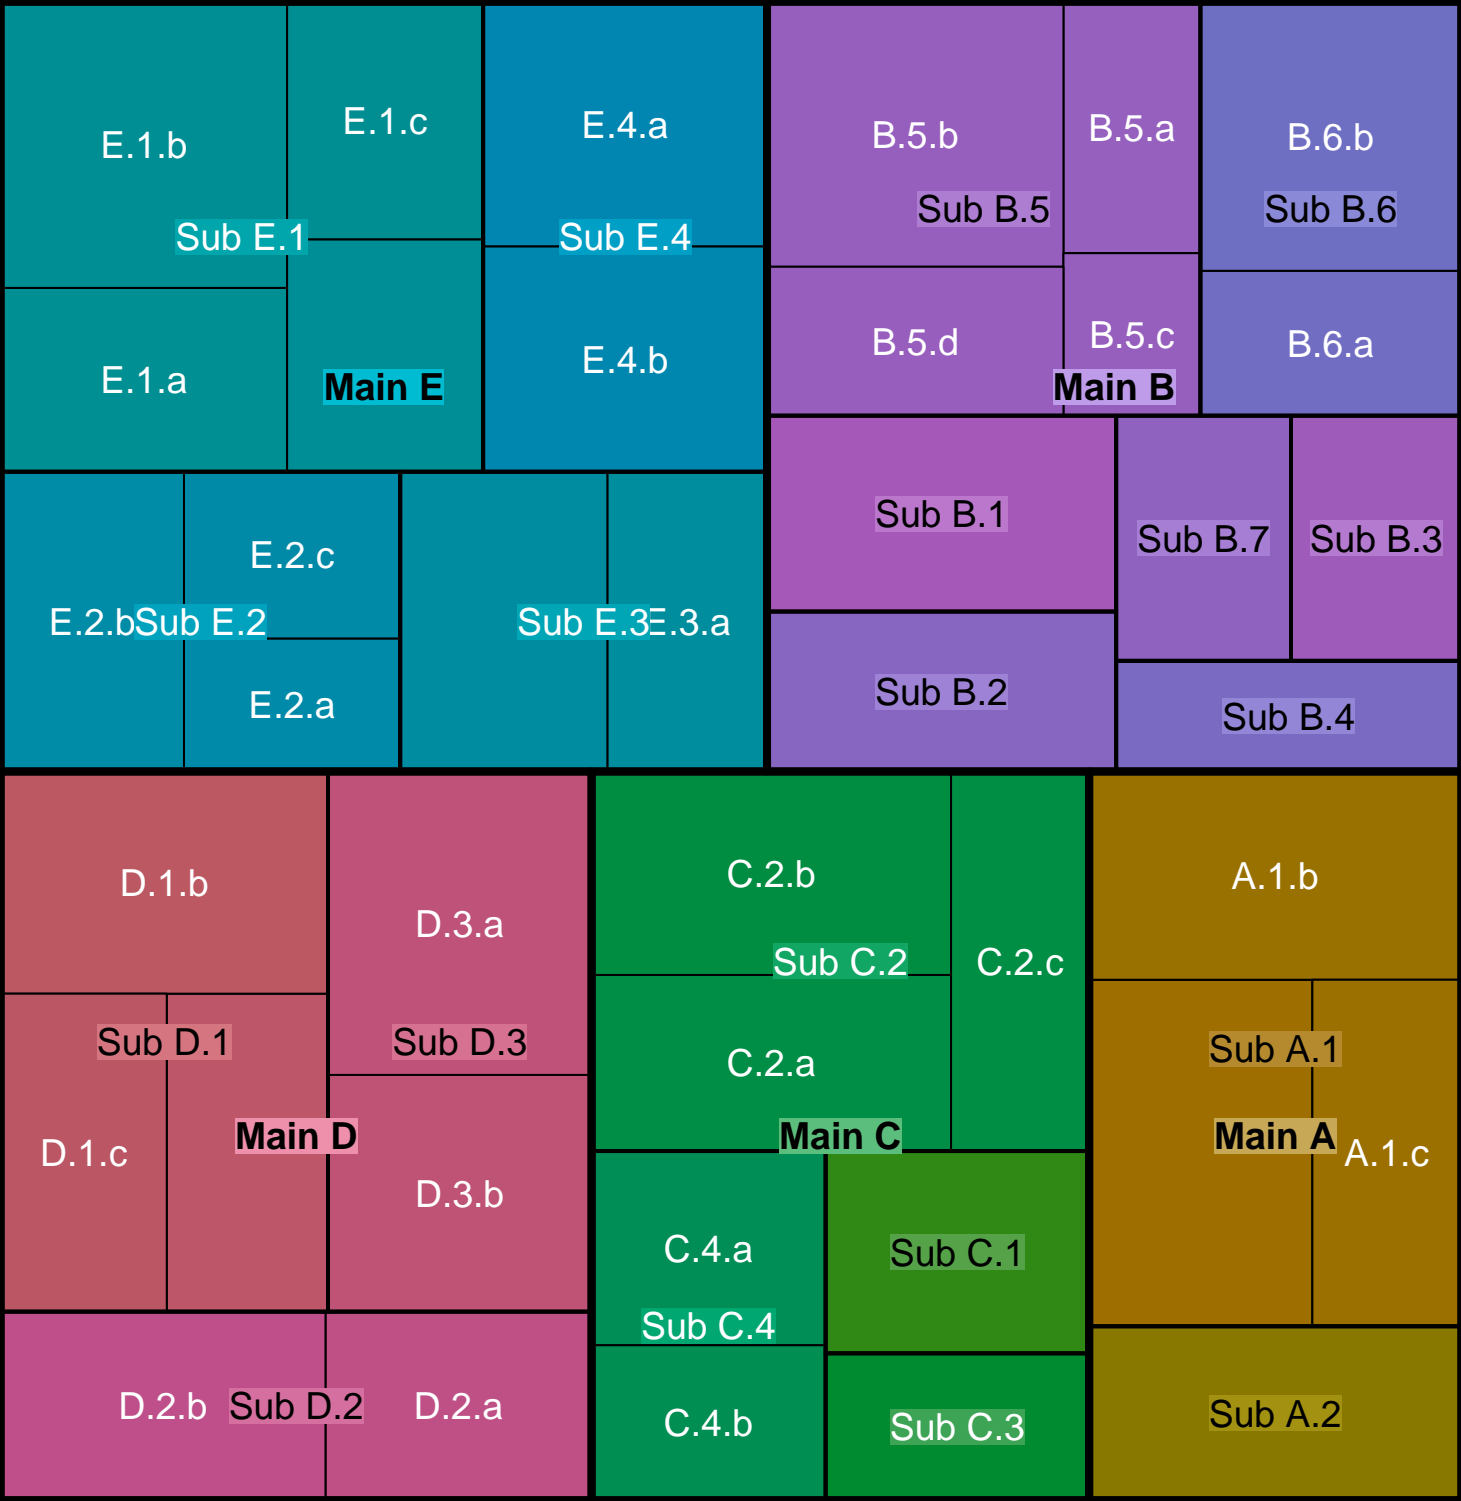 E.1.b
E.1.c
E.4.a
Sub E.1
Sub E.4
E.1.a
Main E
E.4.b
E.2.b
Sub E.2
E.2.c
E.2.a
Sub E.3
E.3.a
B.5.b
B.5.a
B.6.b
Sub B.5
Sub B.6
B.5.d
B.5.c
B.6.a
Main B
Sub B.1
Sub B.7
Sub B.3
Sub B.2
Sub B.4
D.1.b
D.3.a
Sub D.1
Sub D.3
Main D
D.1.c
D.3.b
D.2.b
Sub D.2
D.2.a
C.2.b
Sub C.2
C.2.c
C.2.a
Main C
C.4.a
Sub C.1
Sub C.4
C.4.b
Sub C.3
A.1.b
Sub A.1
Main A
A.1.c
Sub A.2